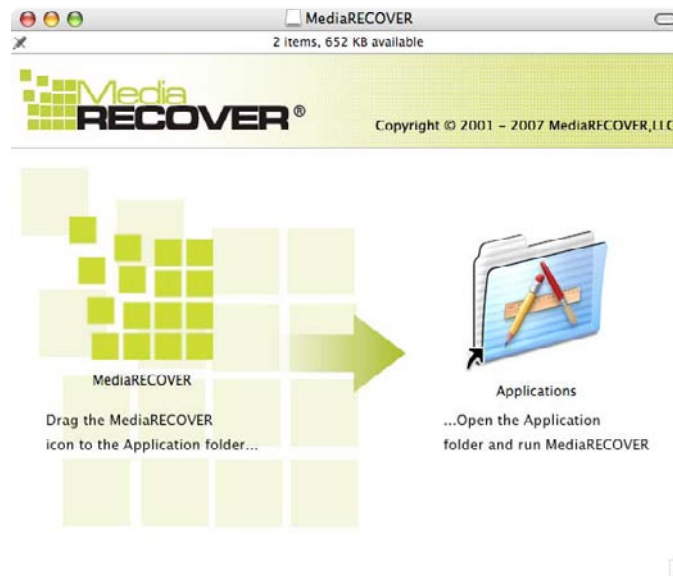 MediaRECOVER
2 items, 652 KB available
Media
RECOVER®
Copyright © 2001 – 2007 MediaRECOVER,LLC
MediaRECOVER
Drag the MediaRECOVER
icon to the Application folder...
Applications
...Open the Application
folder and run MediaRECOVER